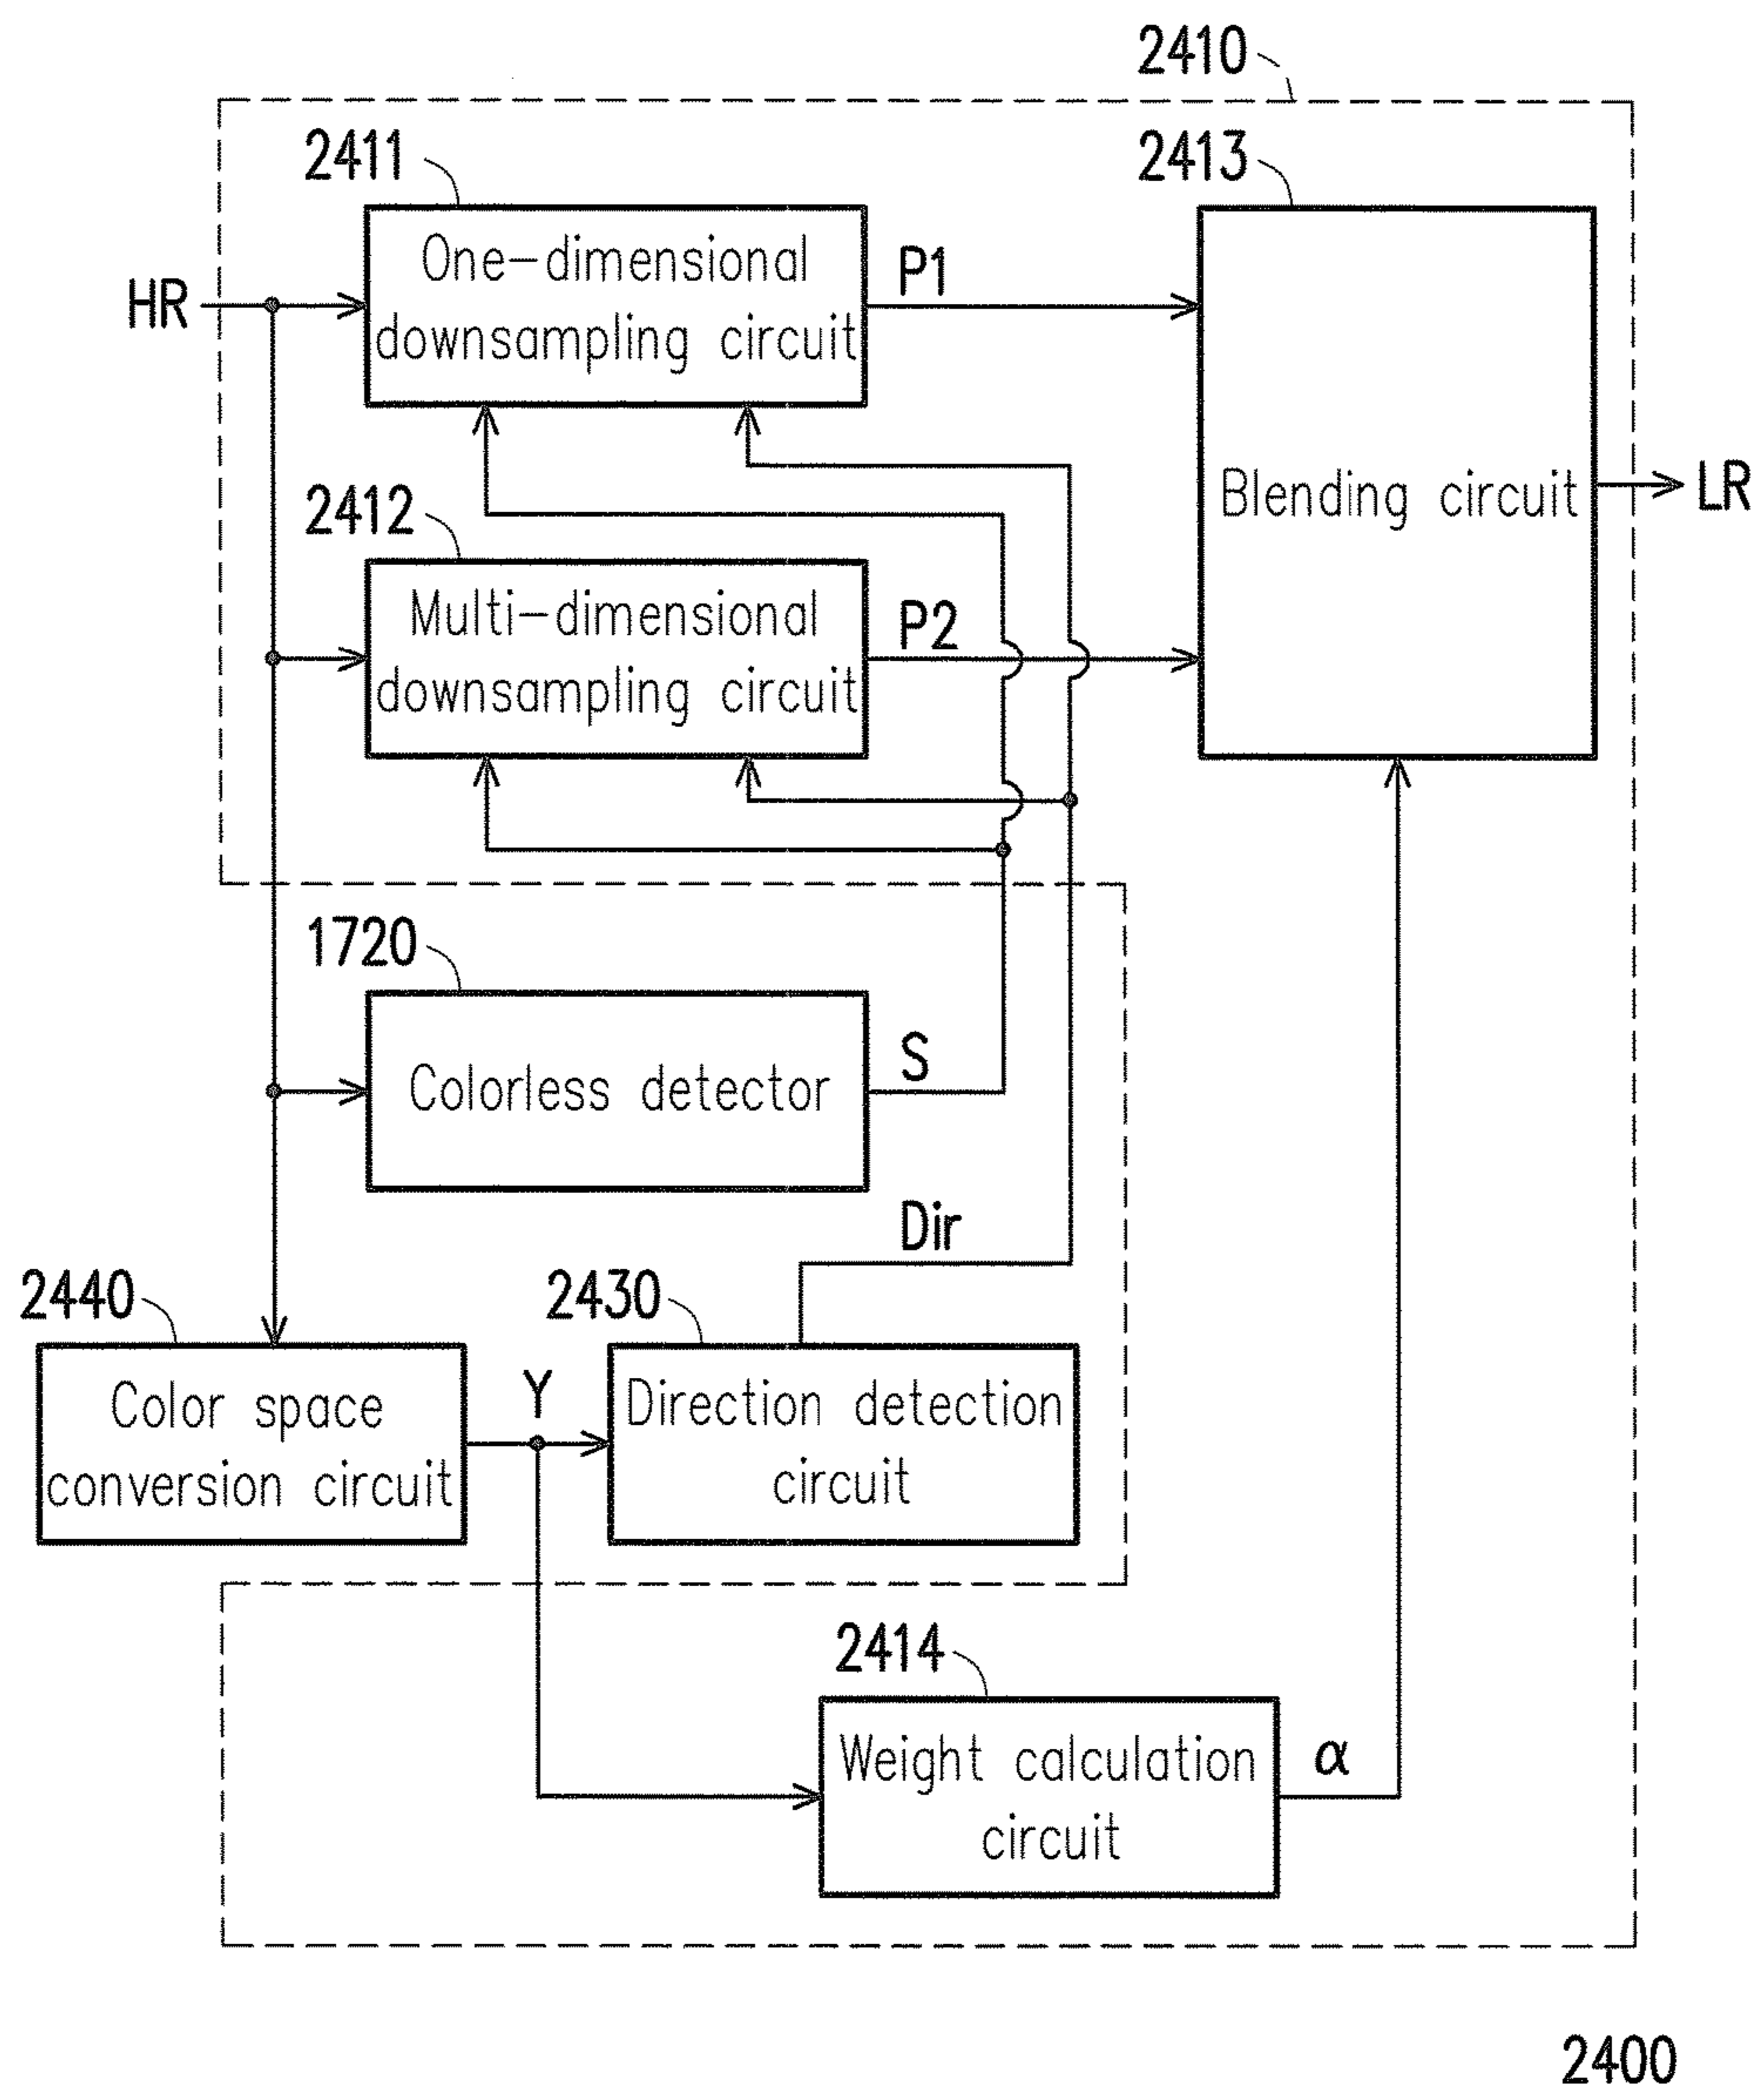 2410
2411
2413
One-dimensional
downsampling circuit
P1
HR
Blending circuit
LR
2412
Multi-dimensional
downsampling circuit
P2
1720
Colorless detector
S
Dir
2440
2430
Color space
conversion circuit
Y
Direction detection
circuit
2414
Weight calculation
circuit
α
2400